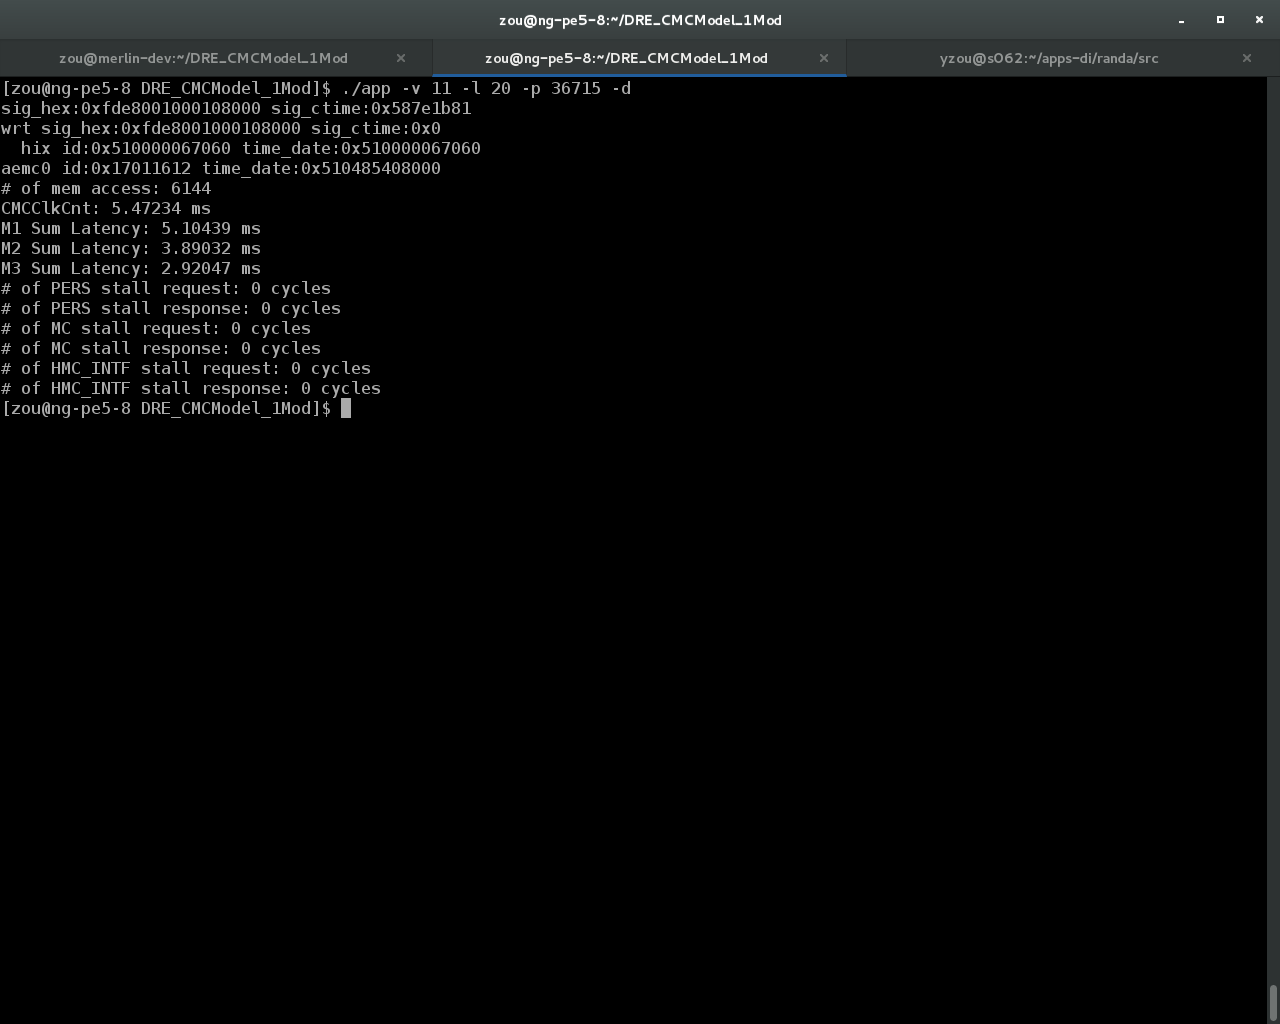 zou@ng-pe5-8:~/DRE_CMCModel_1Mod
zou@merlin-dev:~/DRE_CMCModel_1Mod
zou@ng-pe5-8:~/DRE_CMCModel_1Mod
yzou@s062:~/apps-di/randa/src
[zou@ng-pe5-8 DRE_CMCModel_1Mod]$ ./app -v 11 -l 20 -p 36715 -d
sig_hex:0xfde8001000108000 sig_ctime:0x587e1b81
wrt sig_hex:0xfde8001000108000 sig_ctime:0x0
  hix id:0x510000067060 time_date:0x510000067060
aemc0 id:0x17011612 time_date:0x510485408000
# of mem access: 6144
CMCClkCnt: 5.47234 ms
M1 Sum Latency: 5.10439 ms
M2 Sum Latency: 3.89032 ms
M3 Sum Latency: 2.92047 ms
# of PERS stall request: 0 cycles
# of PERS stall response: 0 cycles
# of MC stall request: 0 cycles
# of MC stall response: 0 cycles
# of HMC_INTF stall request: 0 cycles
# of HMC_INTF stall response: 0 cycles
[zou@ng-pe5-8 DRE_CMCModel_1Mod]$